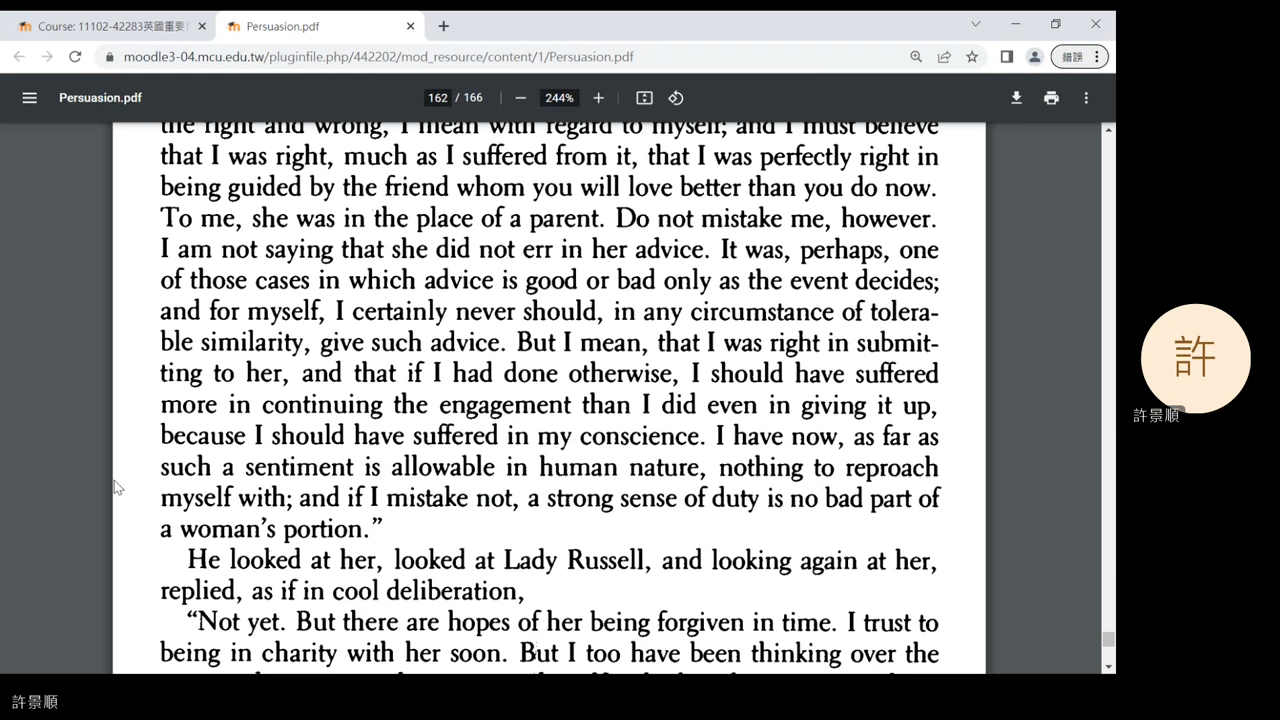 Course: 11102-42283英國重要
Persuasion.pdf
moodle3-04.mcu.edu.tw/pluginfile.php/442202/mod_resource/content/1/Persuasion.pdf
錯誤
Persuasion.pdf
162 / 166
244%
the right and wrong, I mean with regard to myself; and I must believe
that I was right, much as I suffered from it, that I was perfectly right in
being guided by the friend whom you will love better than you do now.
To me, she was in the place of a parent. Do not mistake me, however.
I am not saying that she did not err in her advice. It was, perhaps, one
of those cases in which advice is good or bad only as the event decides;
and for myself, I certainly never should, in any circumstance of tolera-
ble similarity, give such advice. But I mean, that I was right in submit-
ting to her, and that if I had done otherwise, I should have suffered
more in continuing the engagement than I did even in giving it up,
because I should have suffered in my conscience. I have now, as far as
such a sentiment is allowable in human nature, nothing to reproach
myself with; and if I mistake not, a strong sense of duty is no bad part of
a woman's portion.”
He looked at her, looked at Lady Russell, and looking again at her,
replied, as if in cool deliberation,
“Not yet. But there are hopes of her being forgiven in time. I trust to
being in charity with her soon. But I too have been thinking over the
許
許景順
許景順